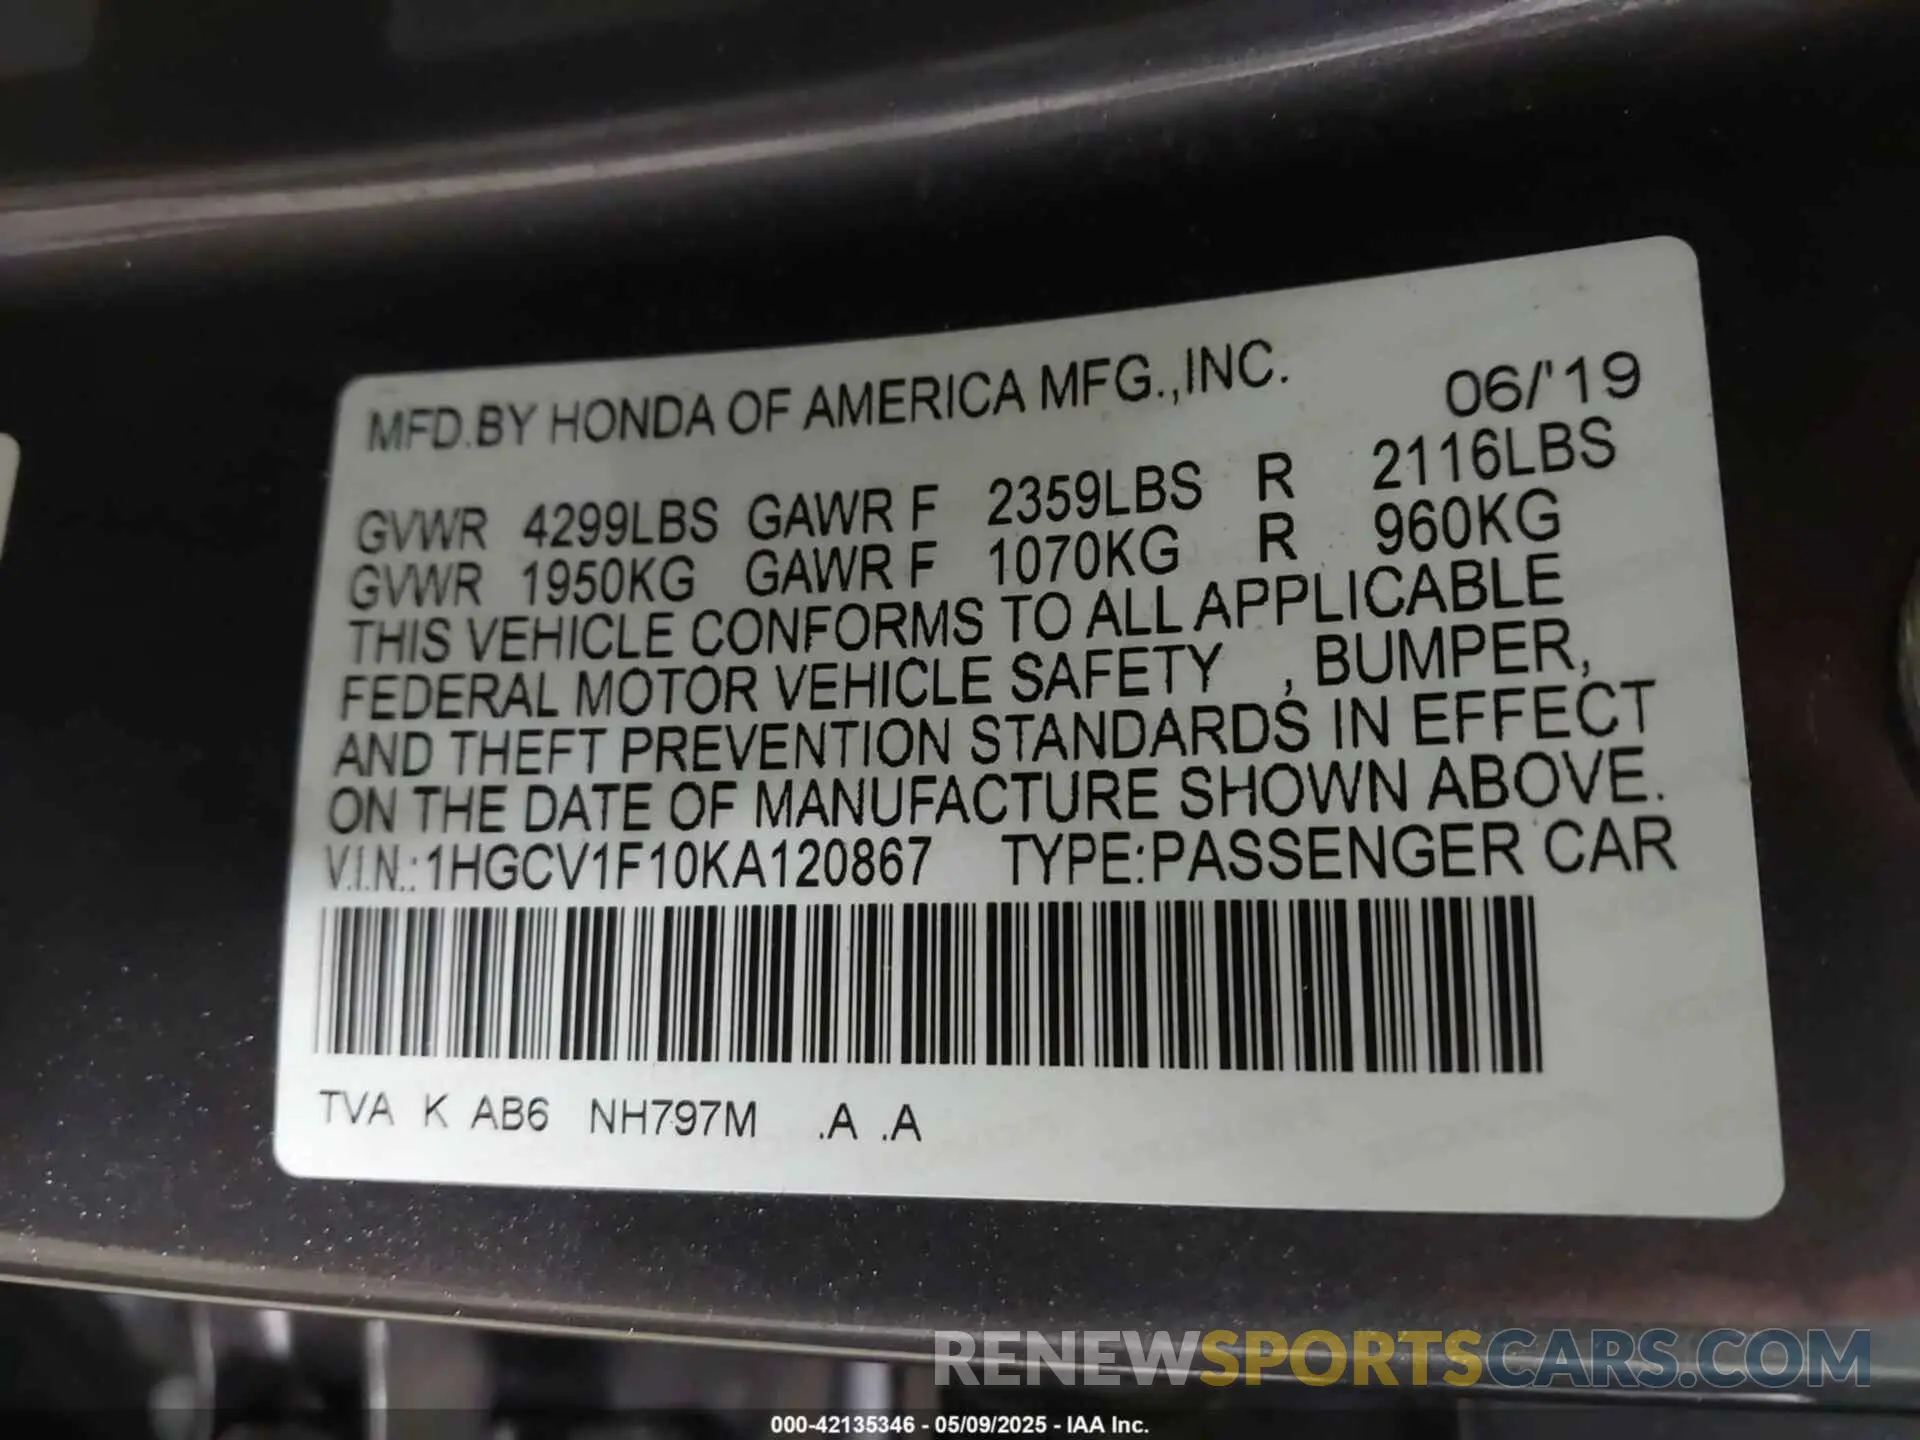 MFD.BY HONDA OF AMERICA MFG.,INC. 06/'19
GVWR 4299LBS GAWR F 2359LBS R 2116LBS
GVWR 1950KG GAWR F 1070KG R 960KG
THIS VEHICLE CONFORMS TO ALL APPLICABLE
FEDERAL MOTOR VEHICLE SAFETY , BUMPER,
AND THEFT PREVENTION STANDARDS IN EFFECT
ON THE DATE OF MANUFACTURE SHOWN ABOVE.
V.I.N.:1HGCV1F10KA120867 TYPE:PASSENGER CAR
TVA K AB6 NH797M .A .A
RENEWSPORTSCARS.COM
000-42135346 - 05/09/2025 - IAA Inc.